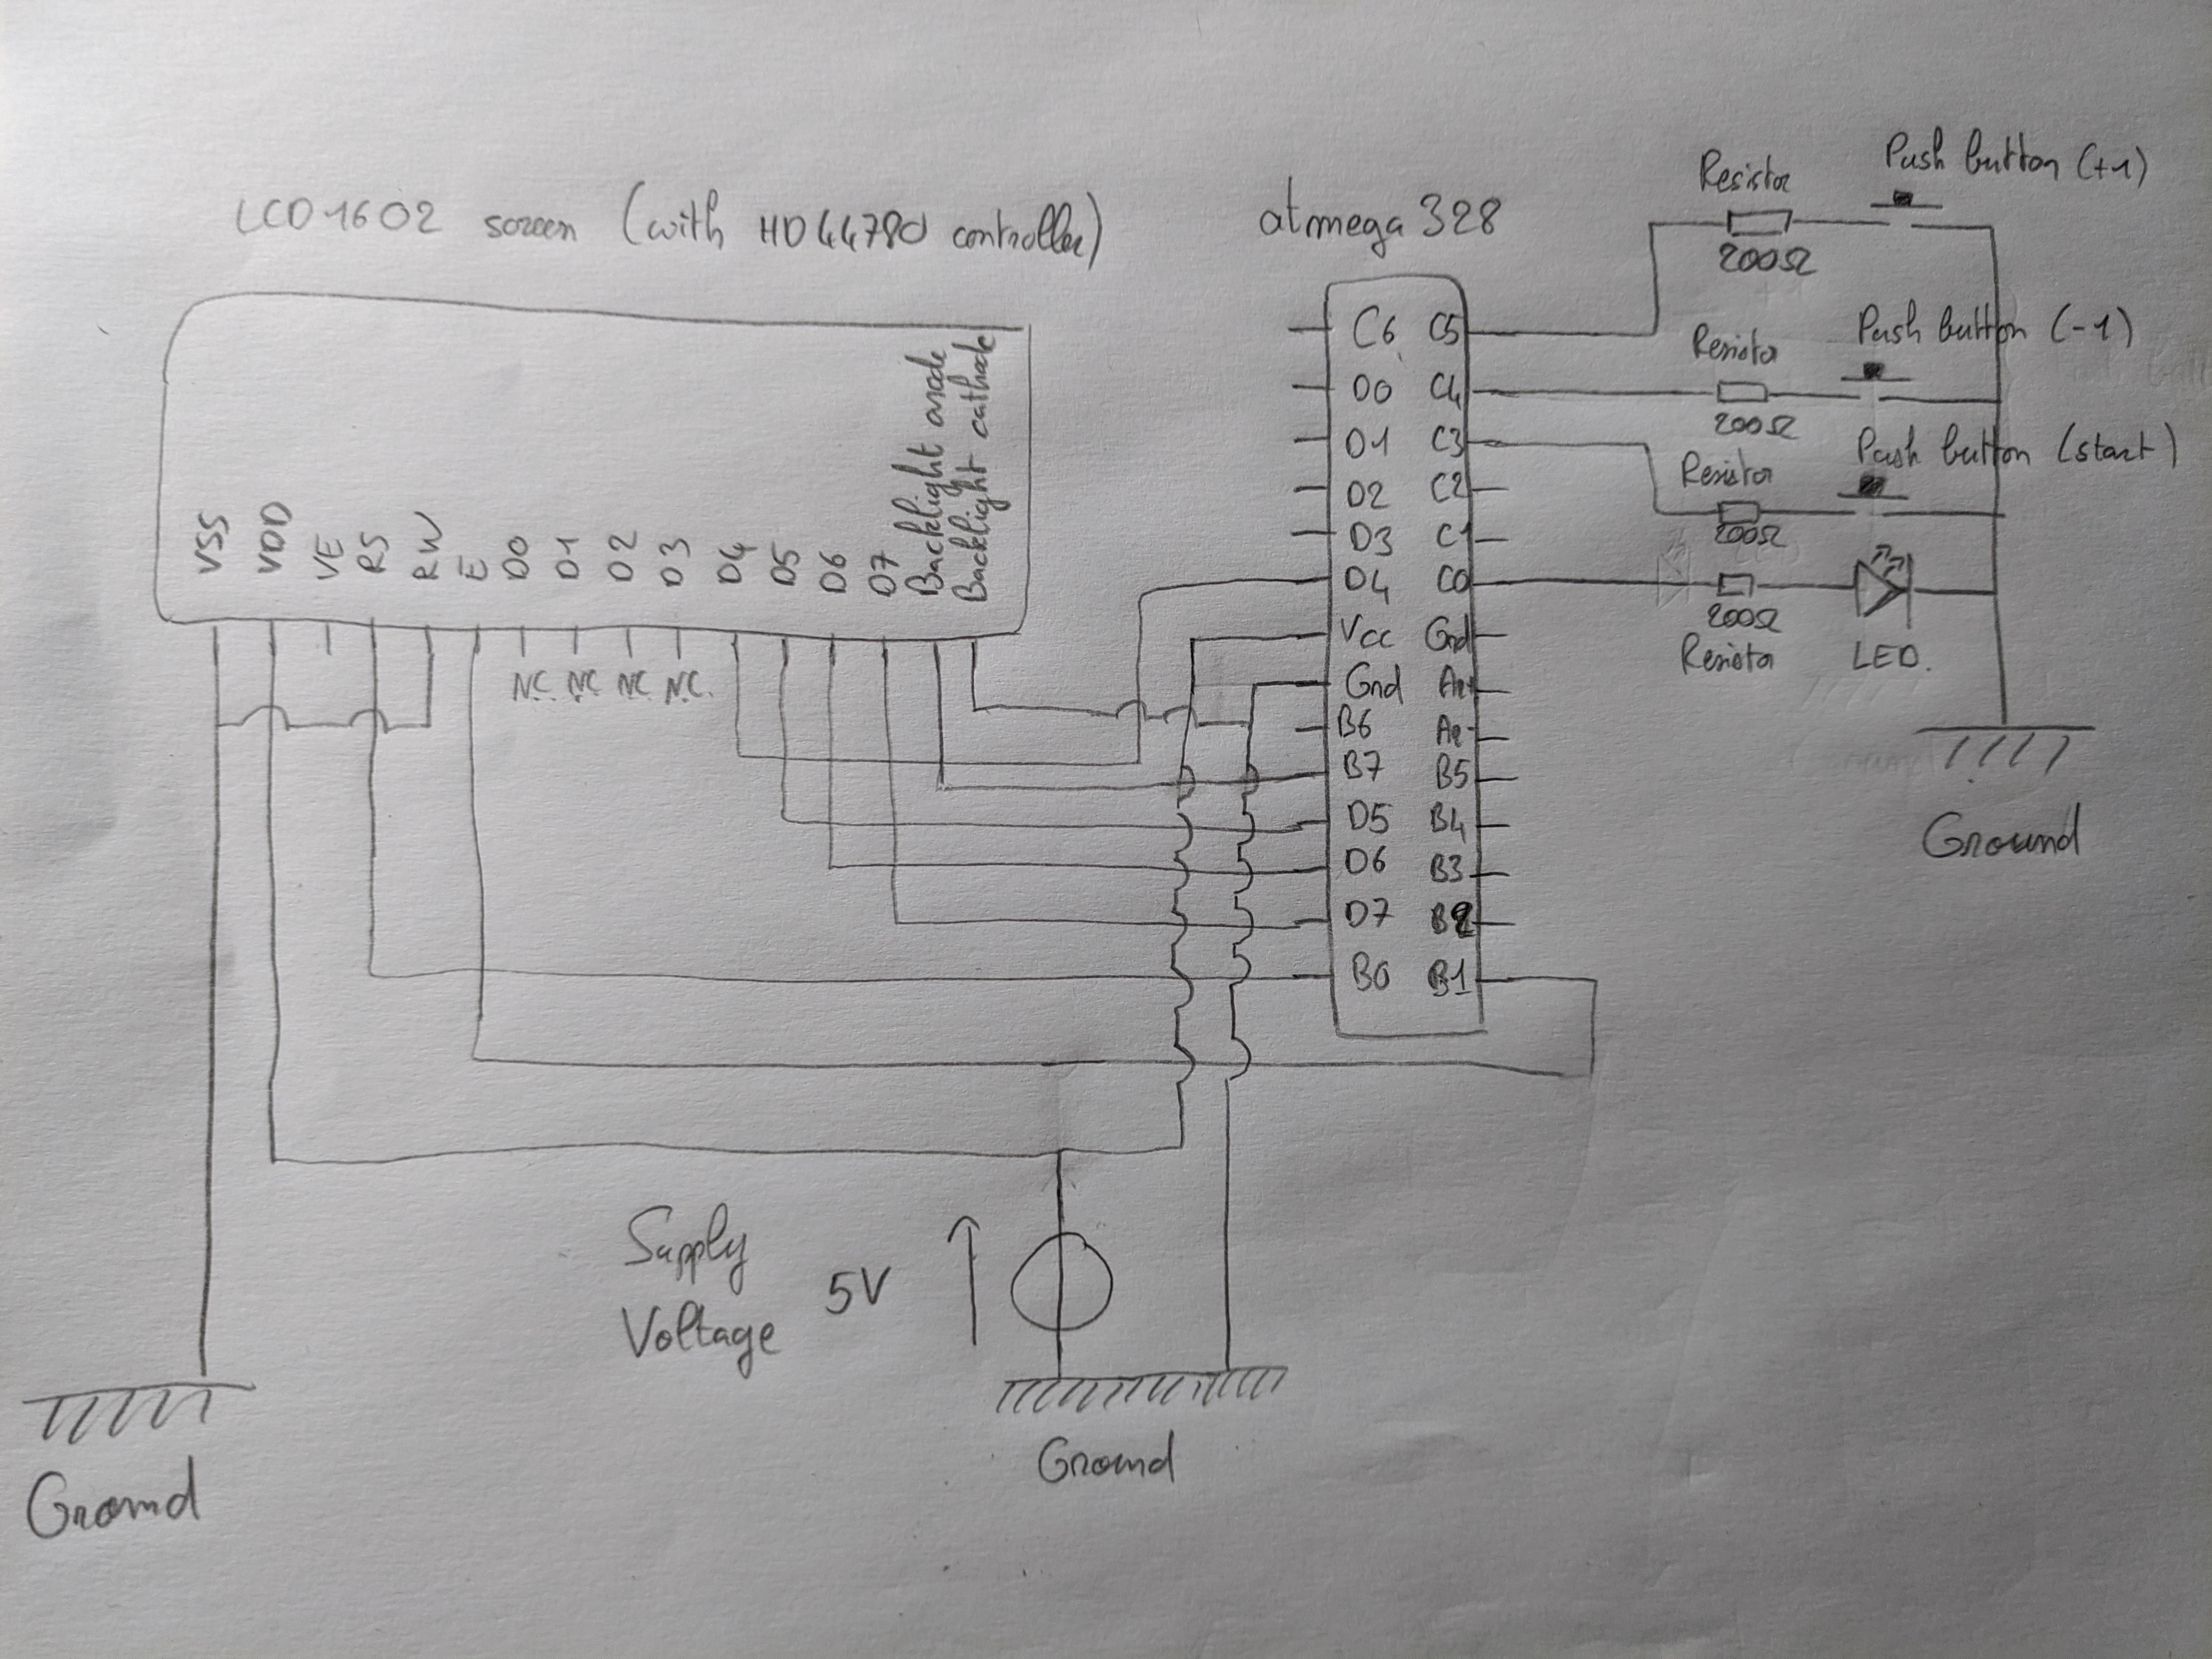 LCD1602 screen (with HD44780 controller)
VSS
VDD
VE
RS
RW
E
D0
D1
D2
D3
D4
D5
D6
D7
Backlight anode
Backlight cathode
N.C.
N.C.
N.C.
N.C.
atmega 328
C6 C5
D0 C4
D1 C3
D2 C2
D3 C1
D4 C0
Vcc Gnd
Gnd
B6
B7 B5
D5 B4
D6 B3
D7 B2
B0 B1
Resistor
200Ω
Push button (+1)
Resistor
200Ω
Push button (-1)
Resistor
200Ω
Push button (start)
200Ω
Resistor
LED.
Ground
Supply
Voltage
5V
Ground
Ground